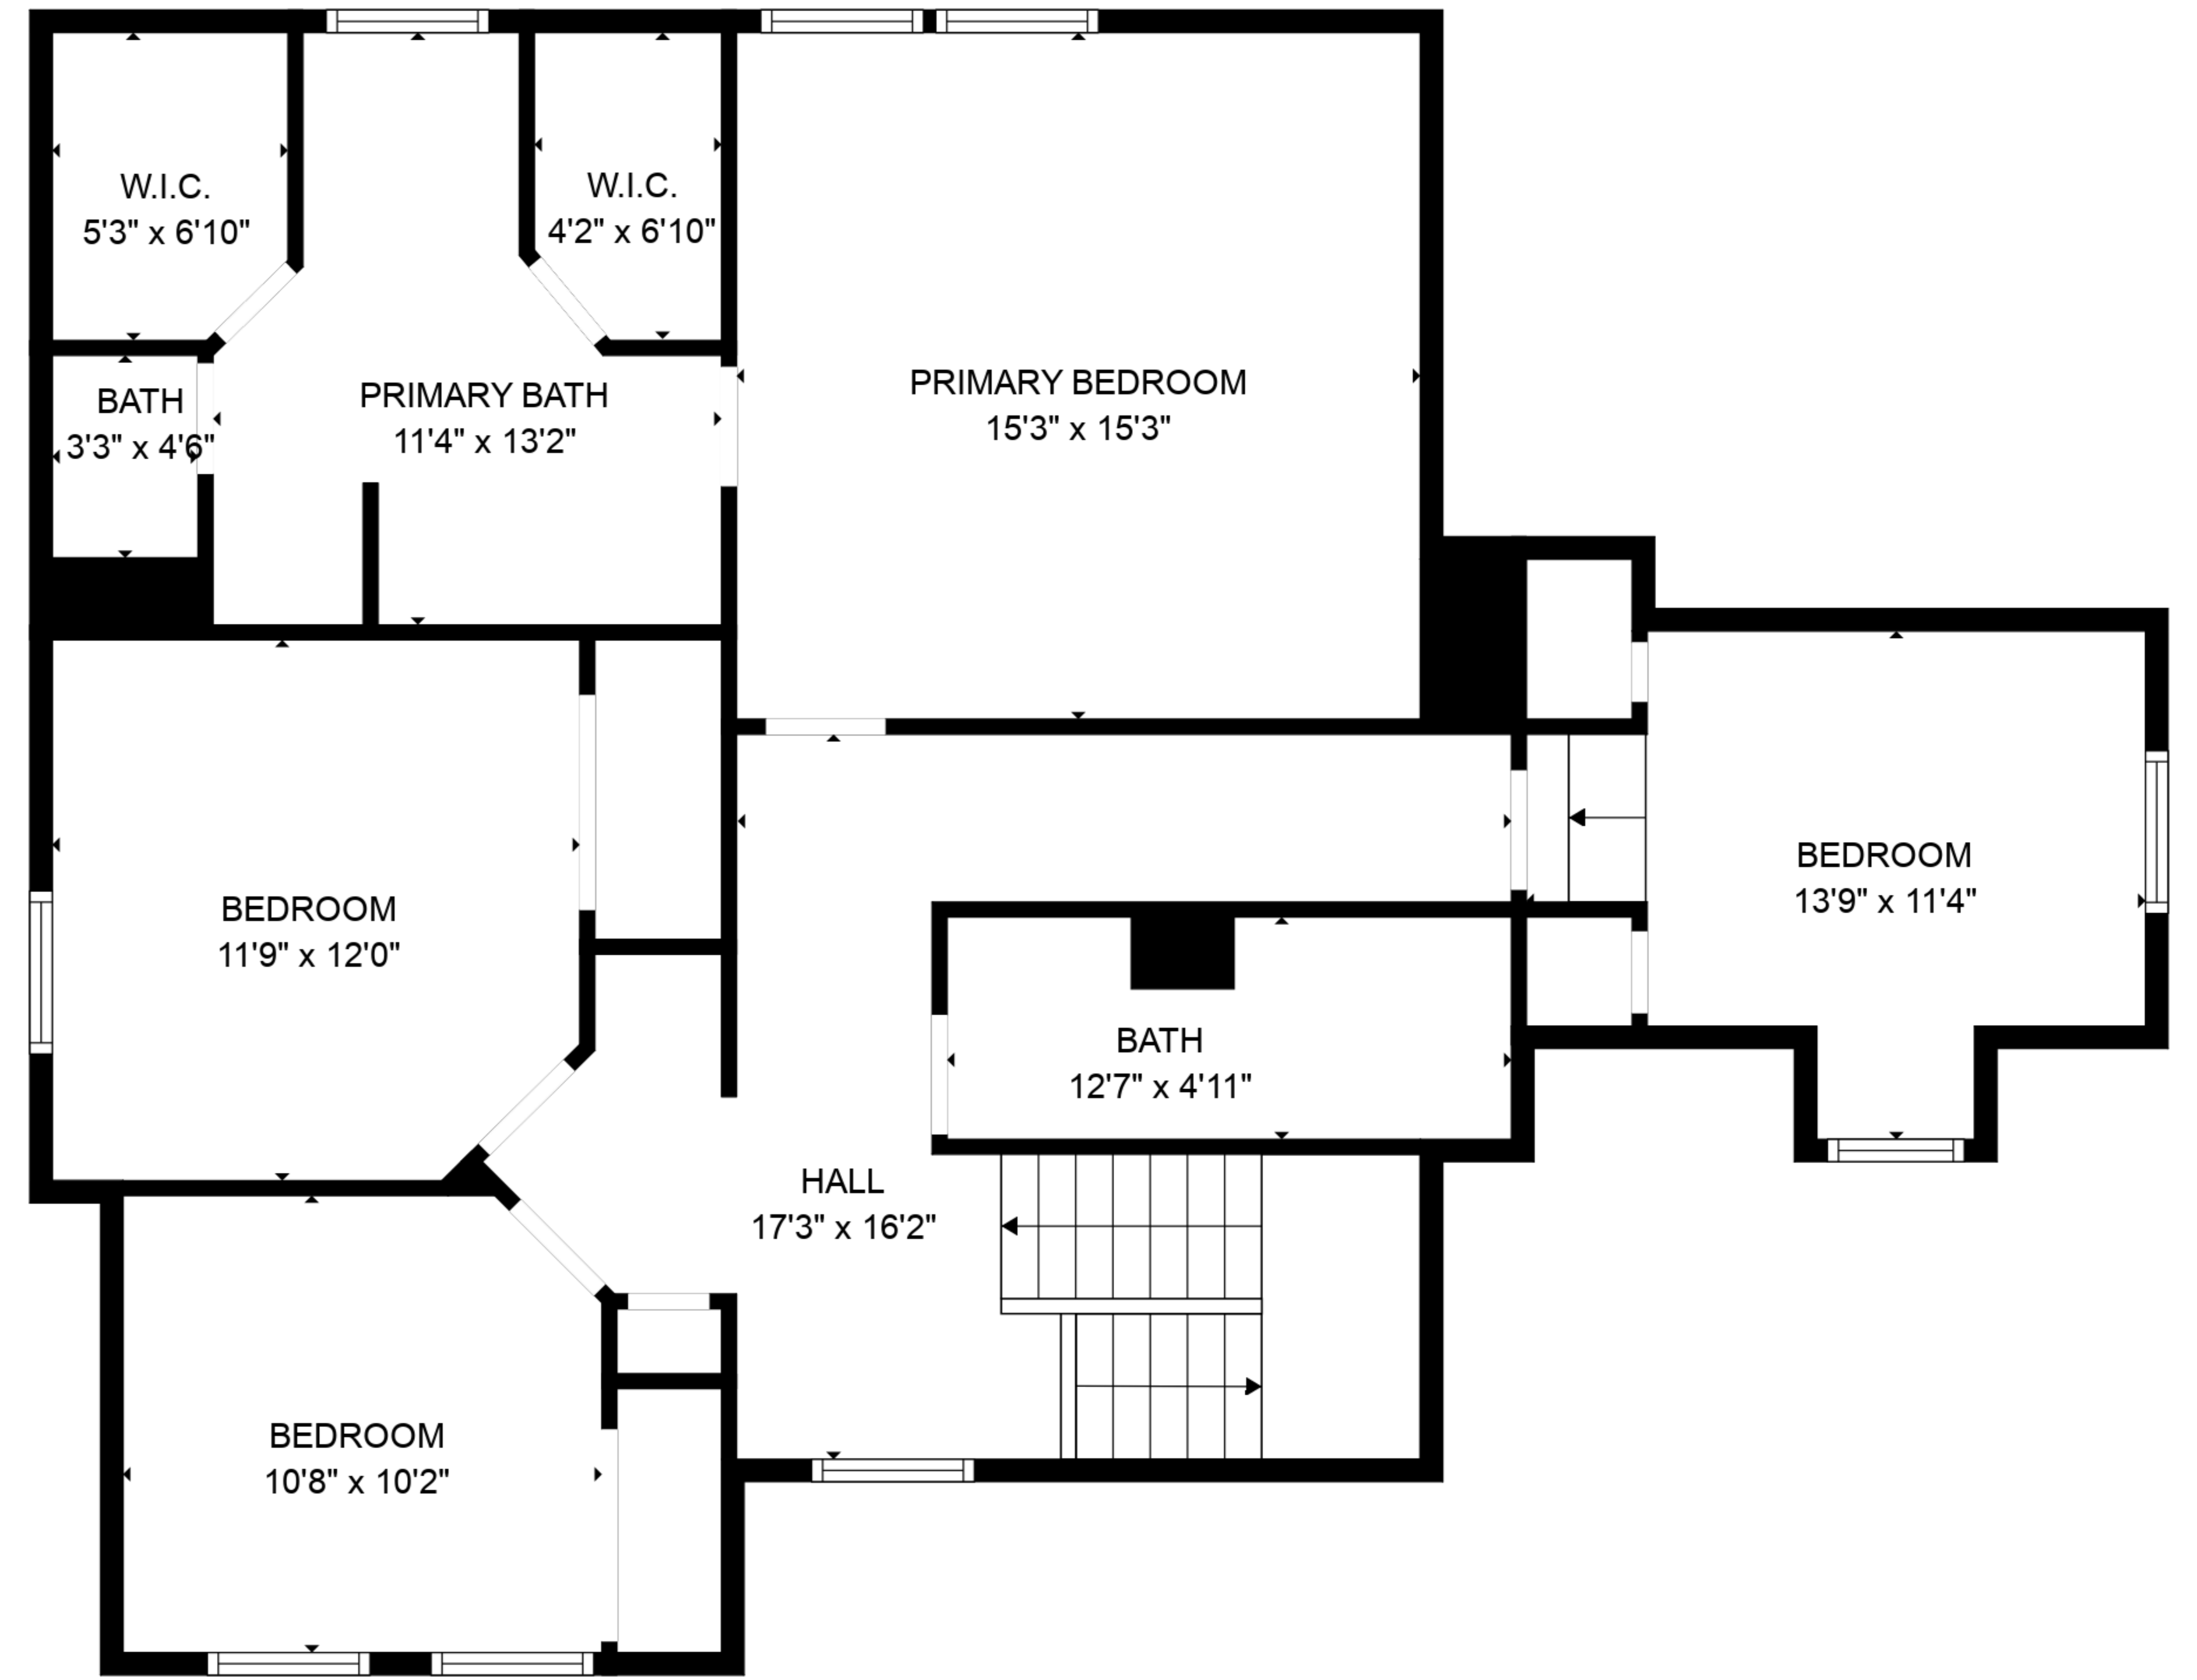 W.I.C.
5'3" x 6'10"
W.I.C.
4'2" x 6'10"
PRIMARY BEDROOM
15'3" x 15'3"
BATH
3'3" x 4'6"
PRIMARY BATH
11'4" x 13'2"
BEDROOM
13'9" x 11'4"
BEDROOM
11'9" x 12'0"
BATH
12'7" x 4'11"
HALL
17'3" x 16'2"
BEDROOM
10'8" x 10'2"